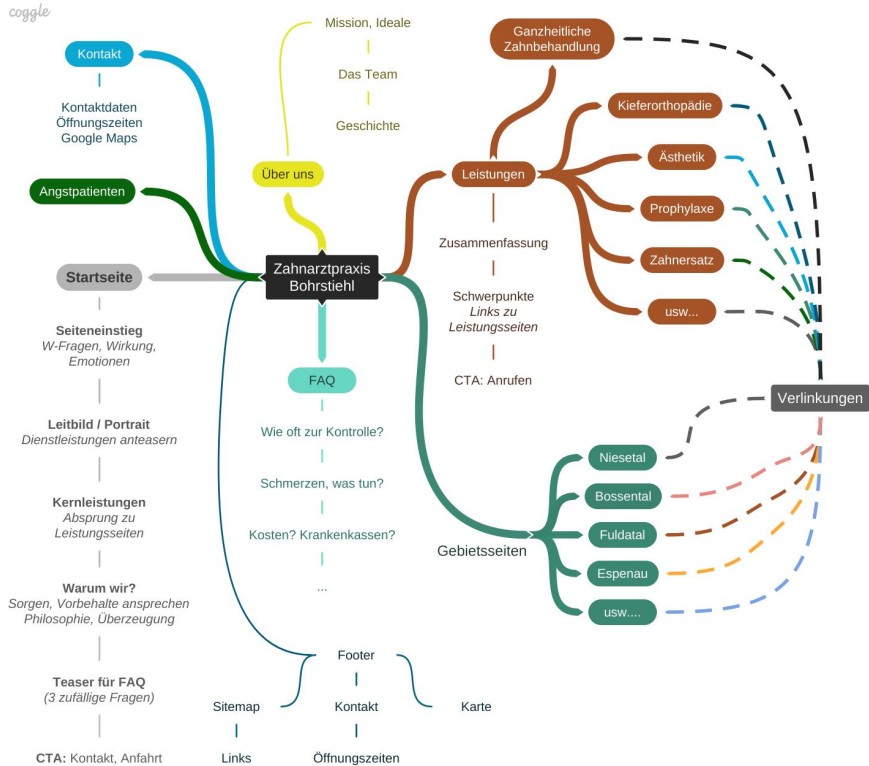 coggle
Kontakt
Kontaktdaten
Öffnungszeiten
Google Maps
Angstpatienten
Mission, Ideale
Das Team
Geschichte
Über uns
Ganzheitliche
Zahnbehandlung
Kieferorthopädie
Ästhetik
Prophylaxe
Zahnersatz
usw...
Leistungen
Zusammenfassung
Schwerpunkte
Links zu
Leistungsseiten
CTA: Anrufen
Zahnarztpraxis
Bohrstiehl
Startseite
Seiteneinstieg
W-Fragen, Wirkung,
Emotionen
Leitbild / Portrait
Dienstleistungen anteasern
Kernleistungen
Absprung zu
Leistungsseiten
Warum wir?
Sorgen, Vorbehalte ansprechen
Philosophie, Überzeugung
Teaser für FAQ
(3 zufällige Fragen)
CTA: Kontakt, Anfahrt
FAQ
Wie oft zur Kontrolle?
Schmerzen, was tun?
Kosten? Krankenkassen?
...
Verlinkungen
Gebietsseiten
Niesetal
Bossental
Fuldatal
Espenau
usw....
Footer
Sitemap
Kontakt
Karte
Links
Öffnungszeiten